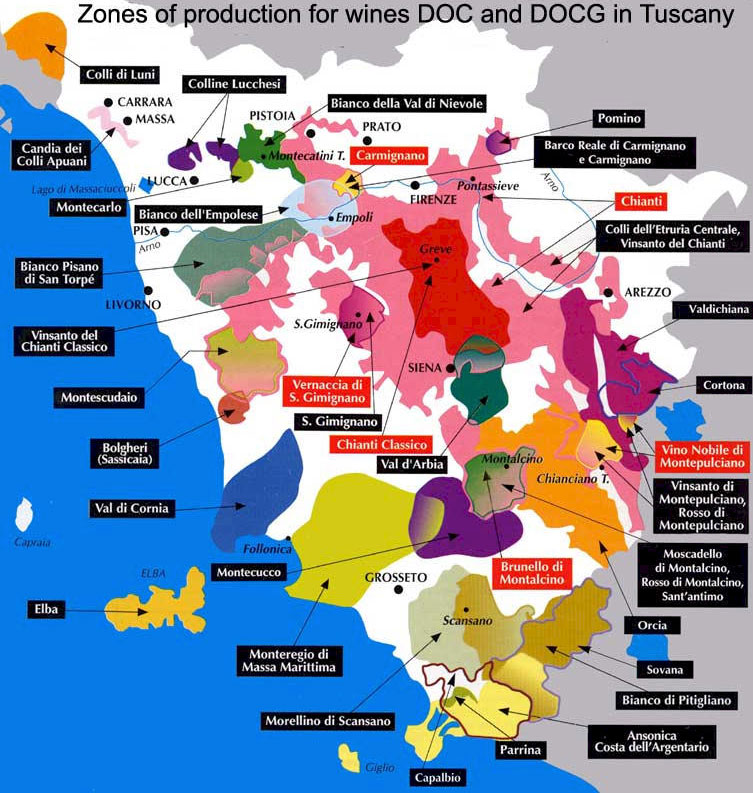 Zones of production for wines DOC and DOCG in Tuscany
Colli di Luni
Colline Lucchesi
CARRARA
MASSA
Bianco della Val di Nievole
PISTOIA
PRATO
Pomino
Candia dei
Colli Apuani
Montecatini T.
Carmignano
Barco Reale di Carmignano
e Carmignano
Lago di Massaciuccoli
LUCCA
Montecarlo
Pontassieve
Arno
FIRENZE
Chianti
Bianco dell'Empolese
Empoli
PISA
Arno
Colli dell'Etruria Centrale,
Vinsanto del Chianti
Greve
Bianco Pisano
di San Torpé
LIVORNO
AREZZO
Valdichiana
S.Gimignano
Vinsanto del
Chianti Classico
SIENA
Cortona
Montescudaio
Vernaccia di
S. Gimignano
S. Gimignano
Chianti Classico
Val d'Arbia
Bolgheri
(Sassicaia)
Vino Nobile di
Montepulciano
Montalcino
Chianciano T.
Vinsanto di
Montepulciano,
Rosso di
Montepulciano
Val di Cornia
Capraia
Follonica
Moscadello
di Montalcino,
Rosso di Montalcino,
Sant'antimo
Montecucco
Brunello di
Montalcino
ELBA
GROSSETO
Elba
Scansano
Orcia
Monteregio di
Massa Marittima
Sovana
Bianco di Pitigliano
Morellino di Scansano
Ansonica
Costa dell'Argentario
Parrina
Giglio
Capalbio